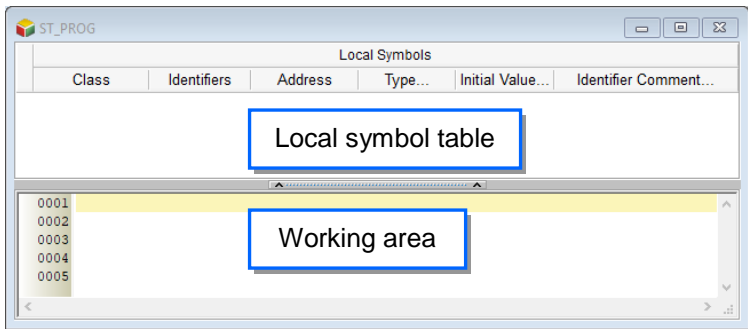 ST_PROG
Local Symbols
Class Identifiers Address Type... Initial Value... Identifier Comment...
Local symbol table
0001
0002
Working area
0003
0004
0005